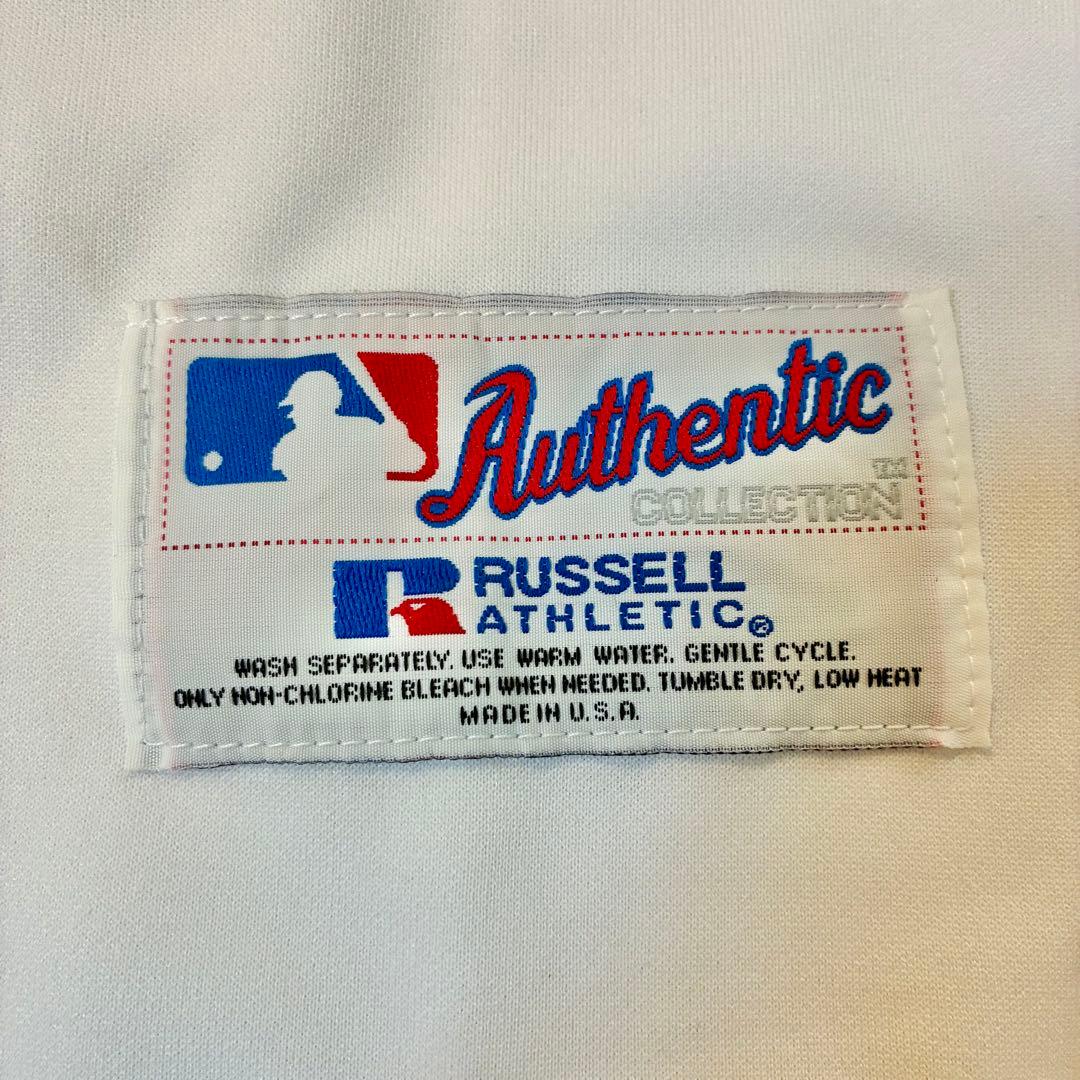 Authentic
COLLECTION™
RUSSELL
ATHLETIC®
WASH SEPARATELY. USE WARM WATER. GENTLE CYCLE.
ONLY NON-CHLORINE BLEACH WHEN NEEDED. TUMBLE DRY, LOW HEAT
MADE IN U.S.A.